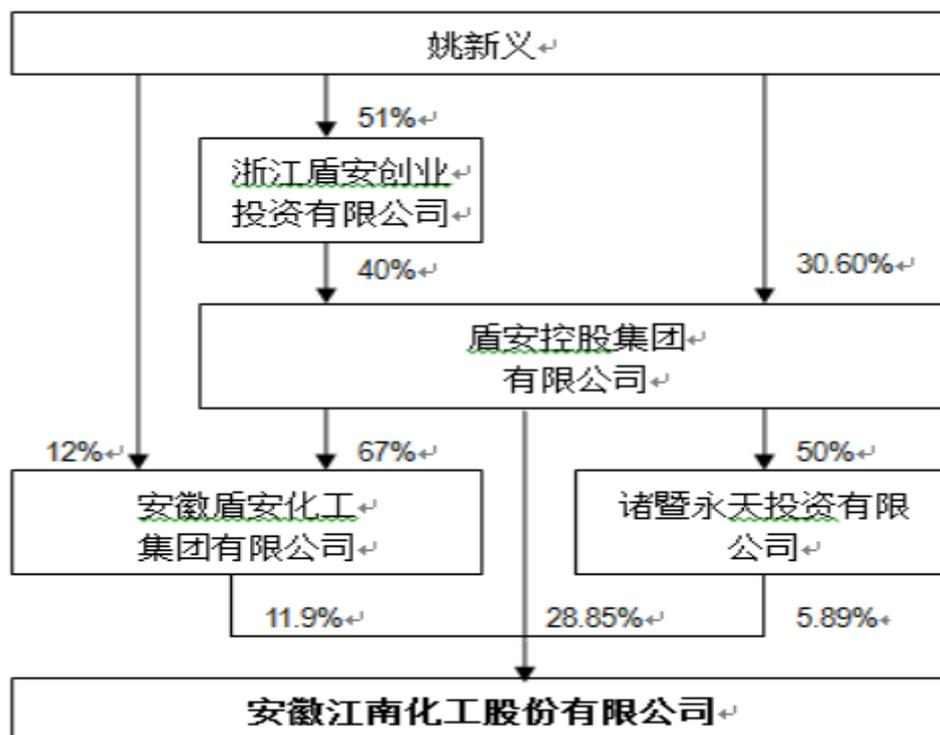 姚新义
51%
浙江盾安创业
投资有限公司
40%
30.60%
盾安控股集团
有限公司
12%
67%
50%
安徽盾安化工
集团有限公司
诸暨永天投资有限
公司
11.9%
28.85%
5.89%
安徽江南化工股份有限公司